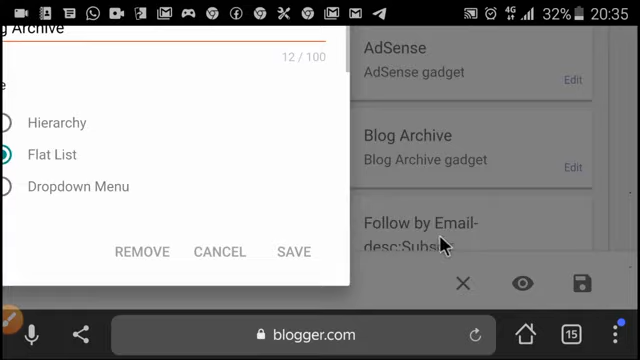 32% 20:35
4G
g Archive
12 / 100
e
Hierarchy
Flat List
Dropdown Menu
REMOVE CANCEL SAVE
AdSense
AdSense gadget
Edit
Blog Archive
Blog Archive gadget
Edit
Follow by Email-
desc:Subs
blogger.com
15